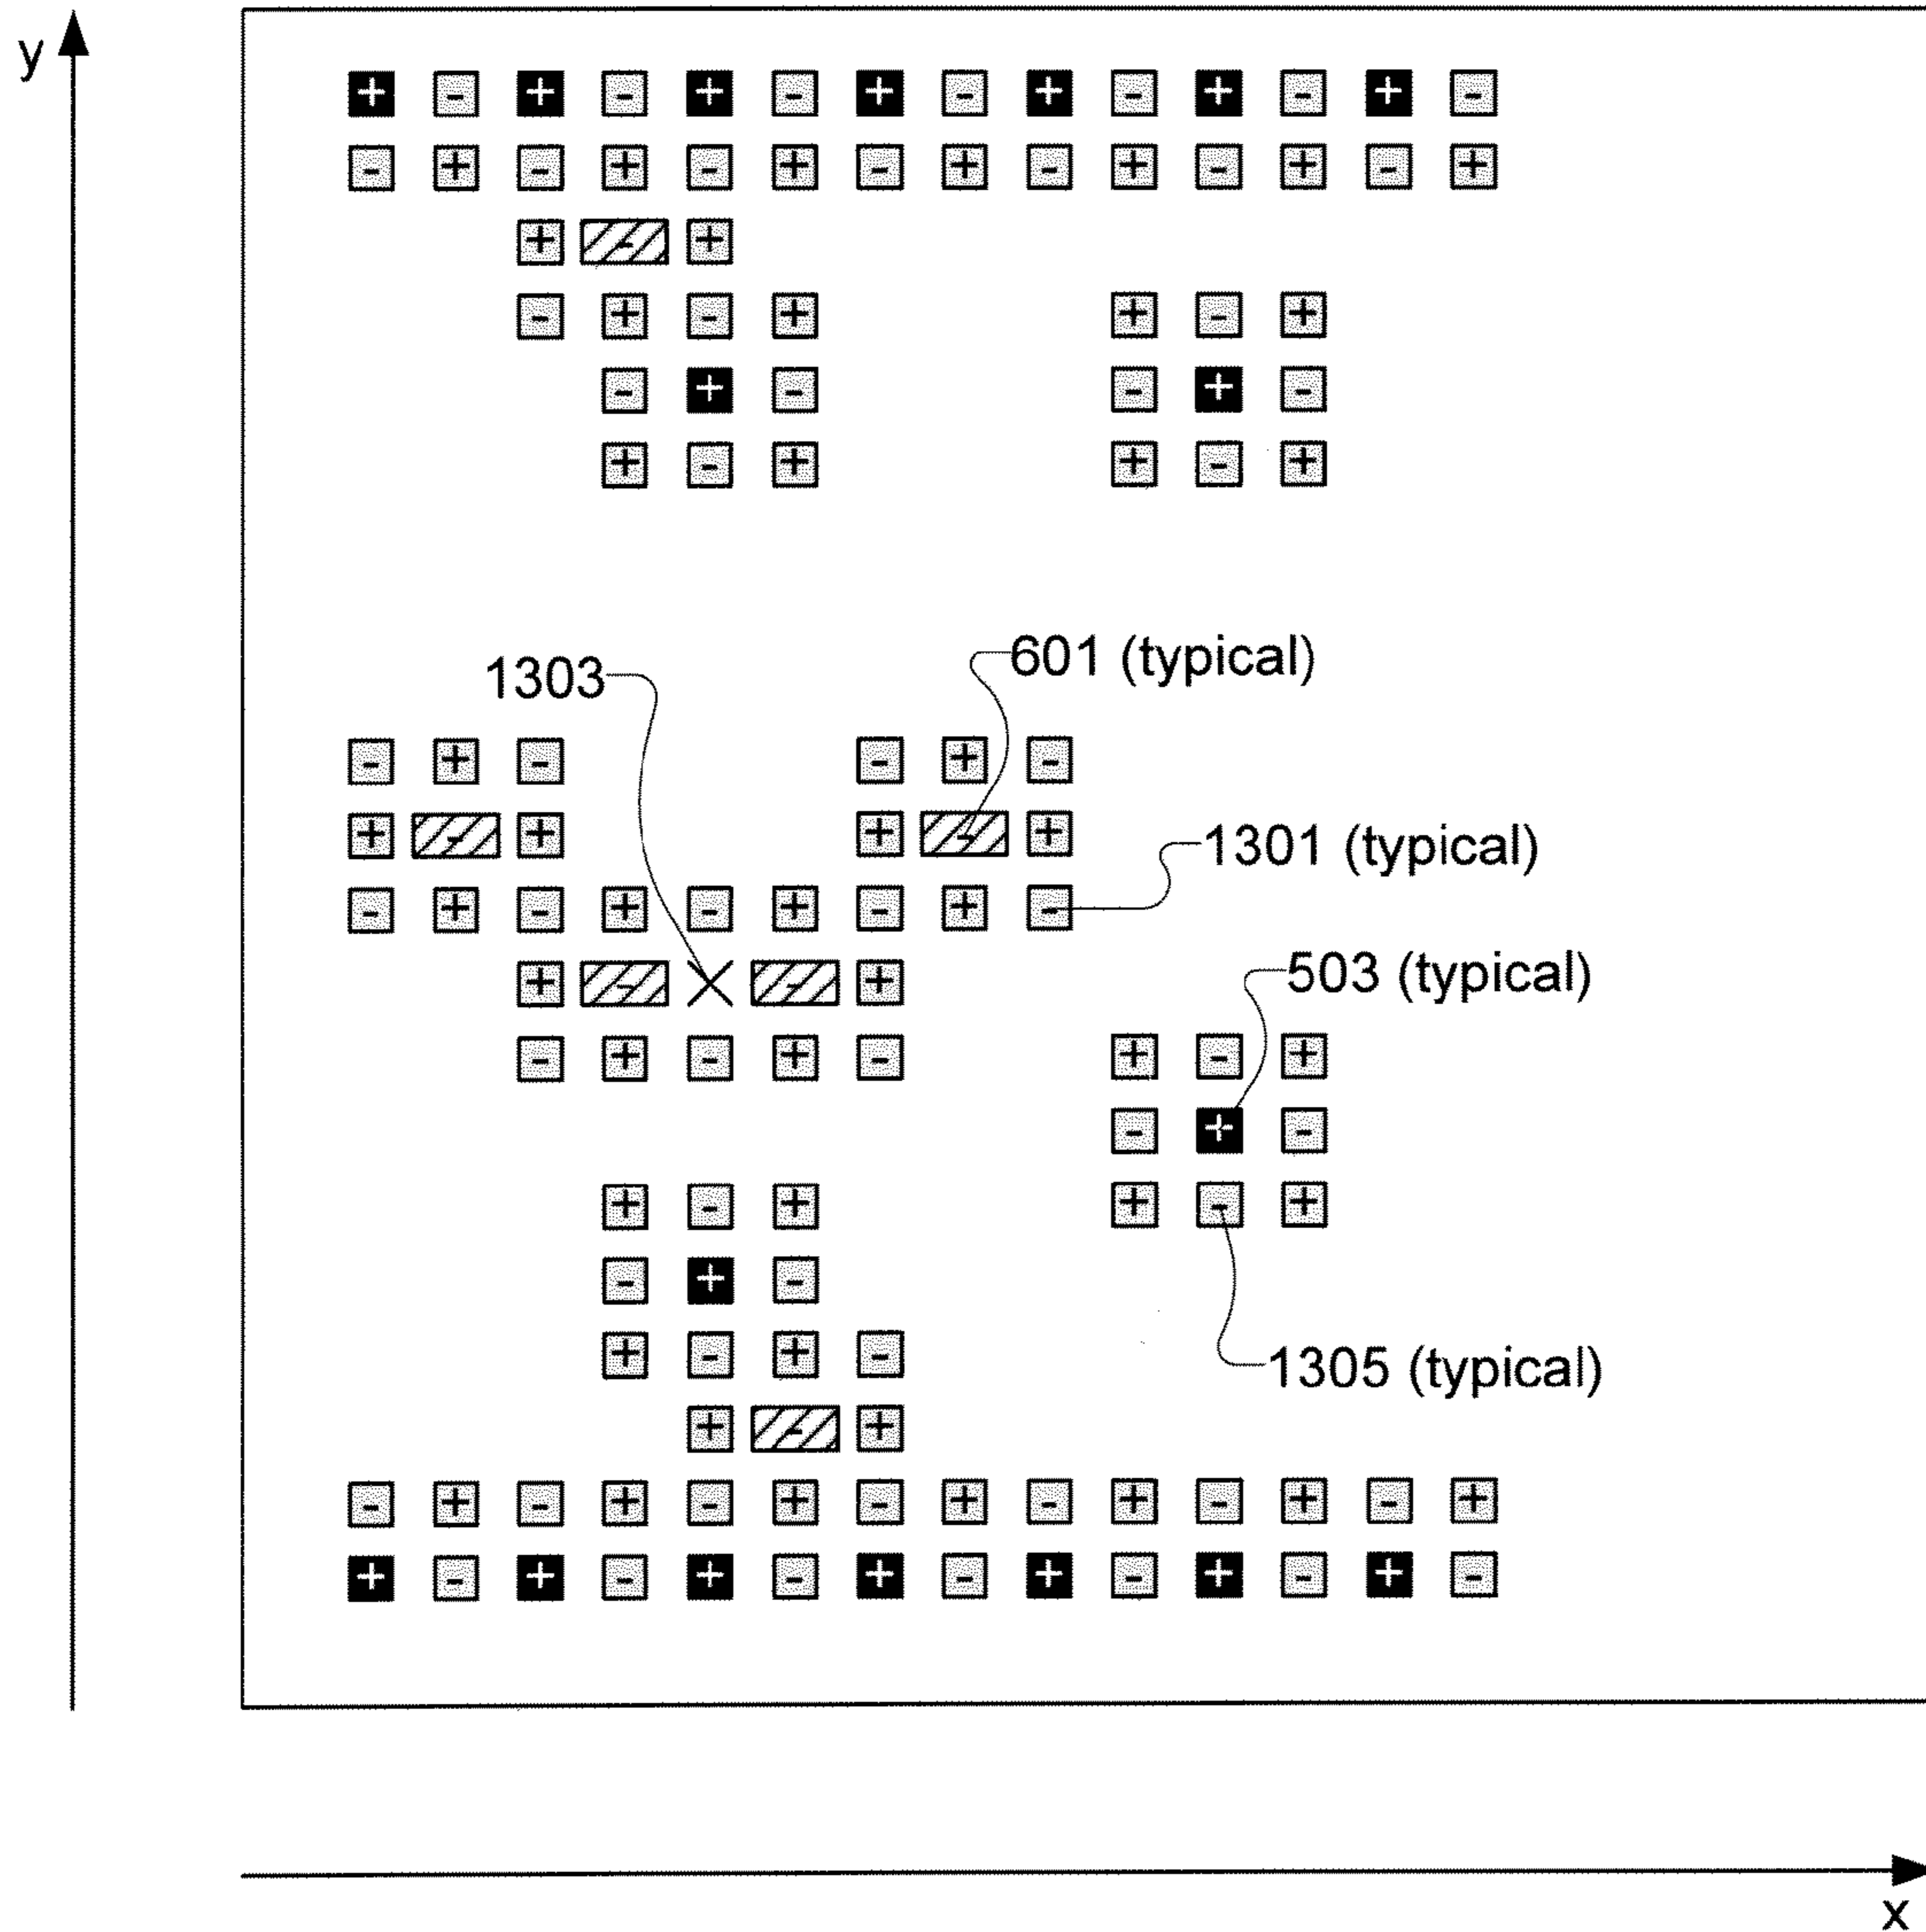 y
+ - + - + - + - + - + - + -
- + - + - + - + - + - + - +
+ - +
- + - + + - +
- + - - + -
+ - + + - +
601 (typical)
1303
- + - - + -
+ - + + - +
1301 (typical)
- + - + - + - + -
503 (typical)
+ - - +
- + - + - + - +
- + -
+ - + + - +
- + -
1305 (typical)
+ - + -
+ - +
- + - + - + - + - + - + - +
+ - + - + - + - + - + - + -
x